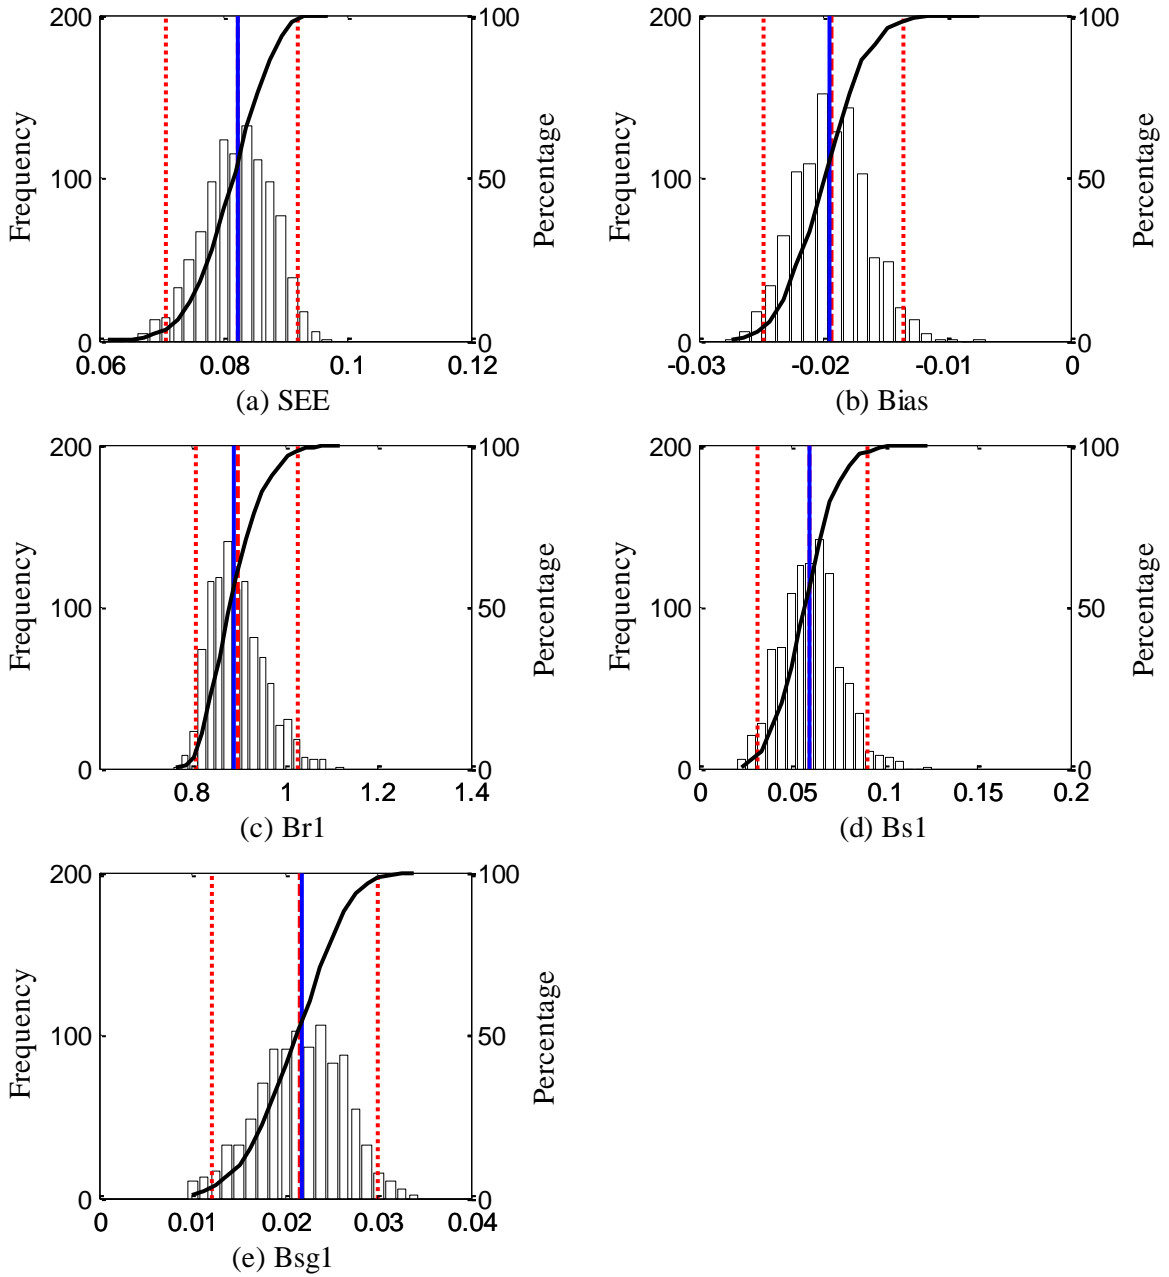 200 100
Frequency Percentage
100 50
0 0
0.06 0.08 0.1 0.12
(a) SEE
200 100
Frequency Percentage
100 50
0 0
-0.03 -0.02 -0.01 0
(b) Bias
200 100
Frequency Percentage
100 50
0 0
0.8 1 1.2 1.4
(c) Br1
200 100
Frequency Percentage
100 50
0 0
0 0.05 0.1 0.15 0.2
(d) Bs1
200 100
Frequency Percentage
100 50
0 0
0 0.01 0.02 0.03 0.04
(e) Bsg1